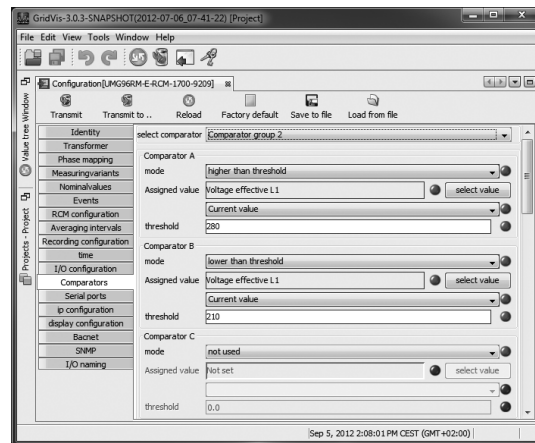 GridVis-3.0.3-SNAPSHOT(2012-07-06_07-41-22) [Project]
File Edit View Tools Window Help
Configuration[UMG96RM-E-RCM-1700-9209]
Transmit Transmit to .. Reload Factory default Save to file Load from file
Value tree Window
Projects - Project
Identity
Transformer
Phase mapping
Measuringvariants
Nominalvalues
Events
RCM configuration
Averaging intervals
Recording configuration
time
I/O configuration
Comparators
Serial ports
ip configuration
display configuration
Bacnet
SNMP
I/O naming
select comparator Comparator group 2
Comparator A
mode higher than threshold
Assigned value Voltage effective L1 select value
Current value
threshold 280
Comparator B
mode lower than threshold
Assigned value Voltage effective L1 select value
Current value
threshold 210
Comparator C
mode not used
Assigned value Not set select value
threshold 0.0
Sep 5, 2012 2:08:01 PM CEST (GMT+02:00)